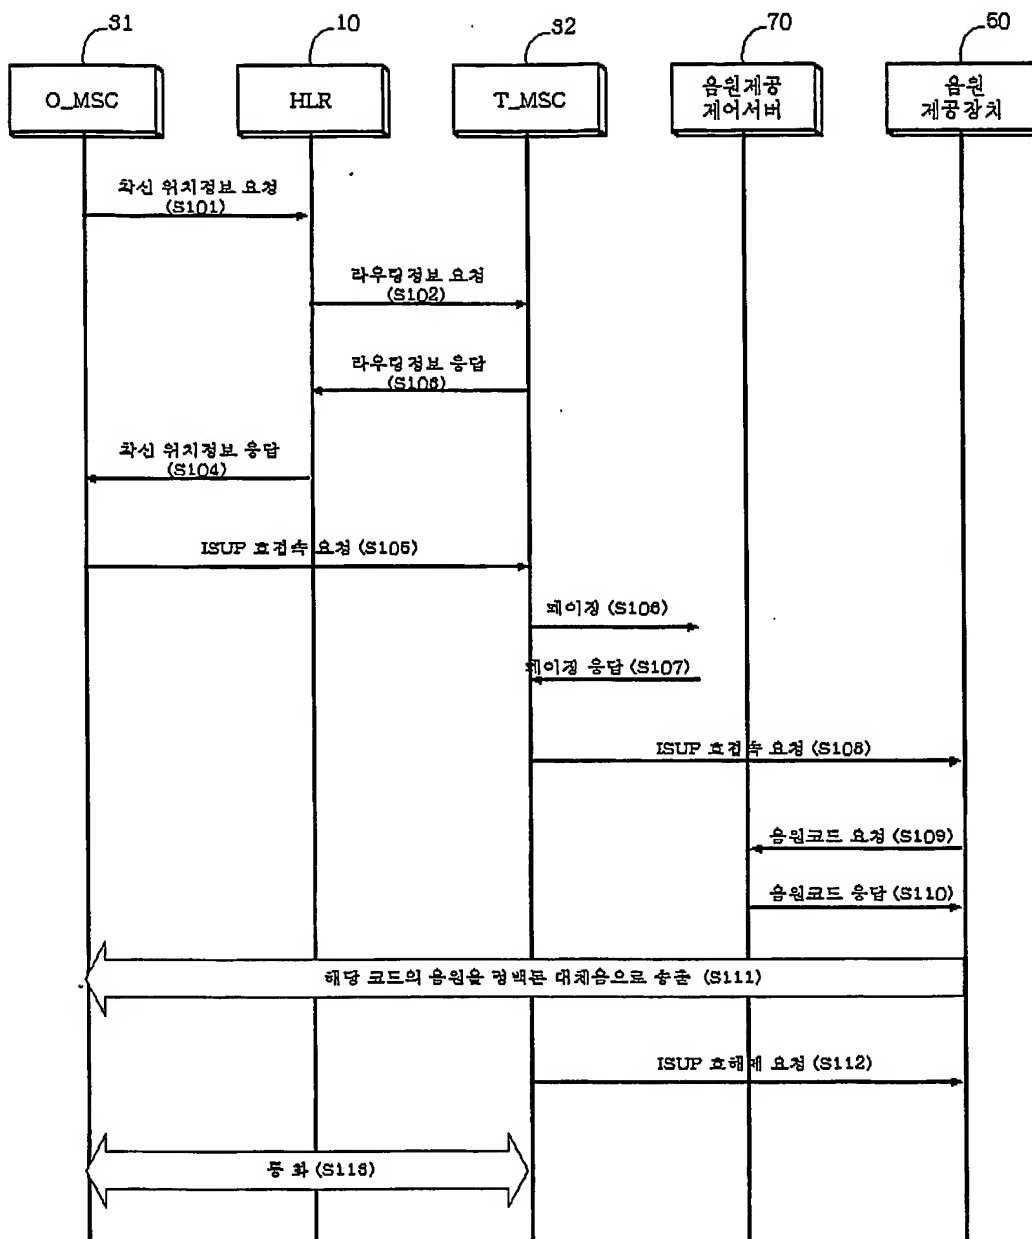 31
10
32
70
50
O_MSC
HLR
T_MSC
음원제공
제어서버
음원
제공장치
착신 위치정보 요청
(S101)
라우팅정보 요청
(S102)
라우팅정보 응답
(S103)
착신 위치정보 응답
(S104)
ISUP 호접속 요청 (S105)
페이징 (S106)
페이징 응답 (S107)
ISUP 호접속 요청 (S108)
음원코드 요청 (S109)
음원코드 응답 (S110)
해당 코드의 음원을 링백톤 대체음으로 송출 (S111)
ISUP 호해제 요청 (S112)
통 화 (S113)